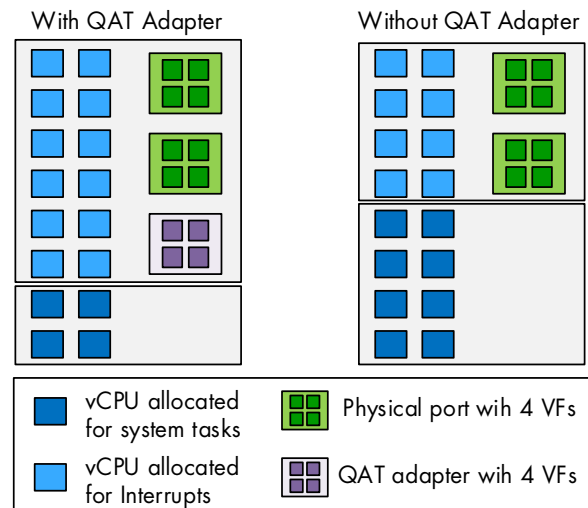 With QAT Adapter
Without QAT Adapter
vCPU allocated
for system tasks
Physical port wih 4 VFs
vCPU allocated
for Interrupts
QAT adapter wih 4 VFs